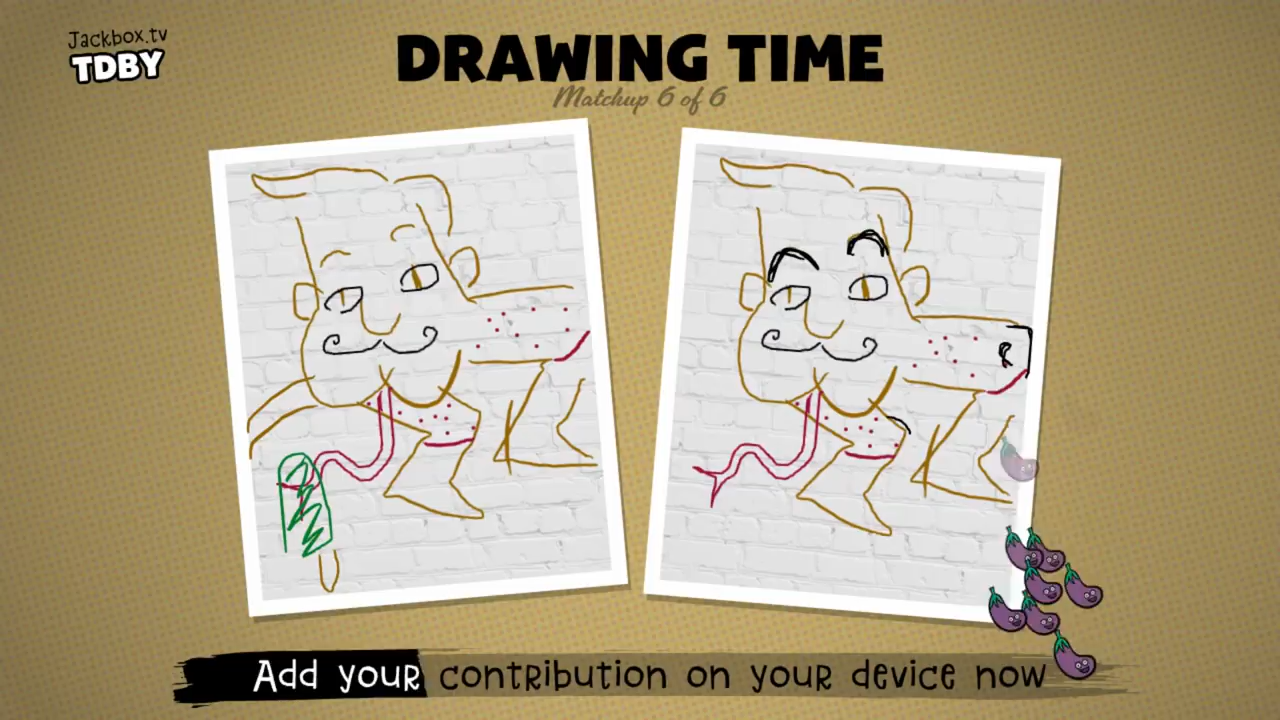 Jackbox.tv
TDBY
DRAWING TIME
Matchup 6 of 6
Add your contribution on your device now